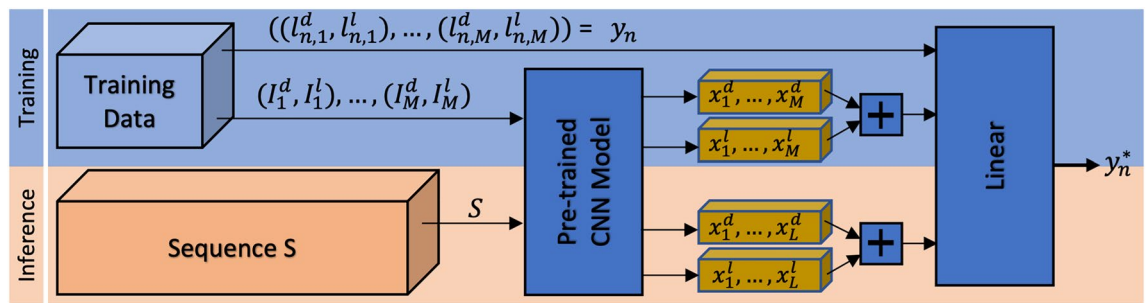 Training
((l^d_{n,1}, l^l_{n,1}), ..., (l^d_{n,M}, l^l_{n,M})) = y_n
Training
Data
(I^d_1, I^l_1), ..., (I^d_M, I^l_M)
Pre-trained
CNN Model
x^d_1, ..., x^d_M
x^l_1, ..., x^l_M
+
Linear
y^*_n
Inference
Sequence S
S
x^d_1, ..., x^d_L
x^l_1, ..., x^l_L
+